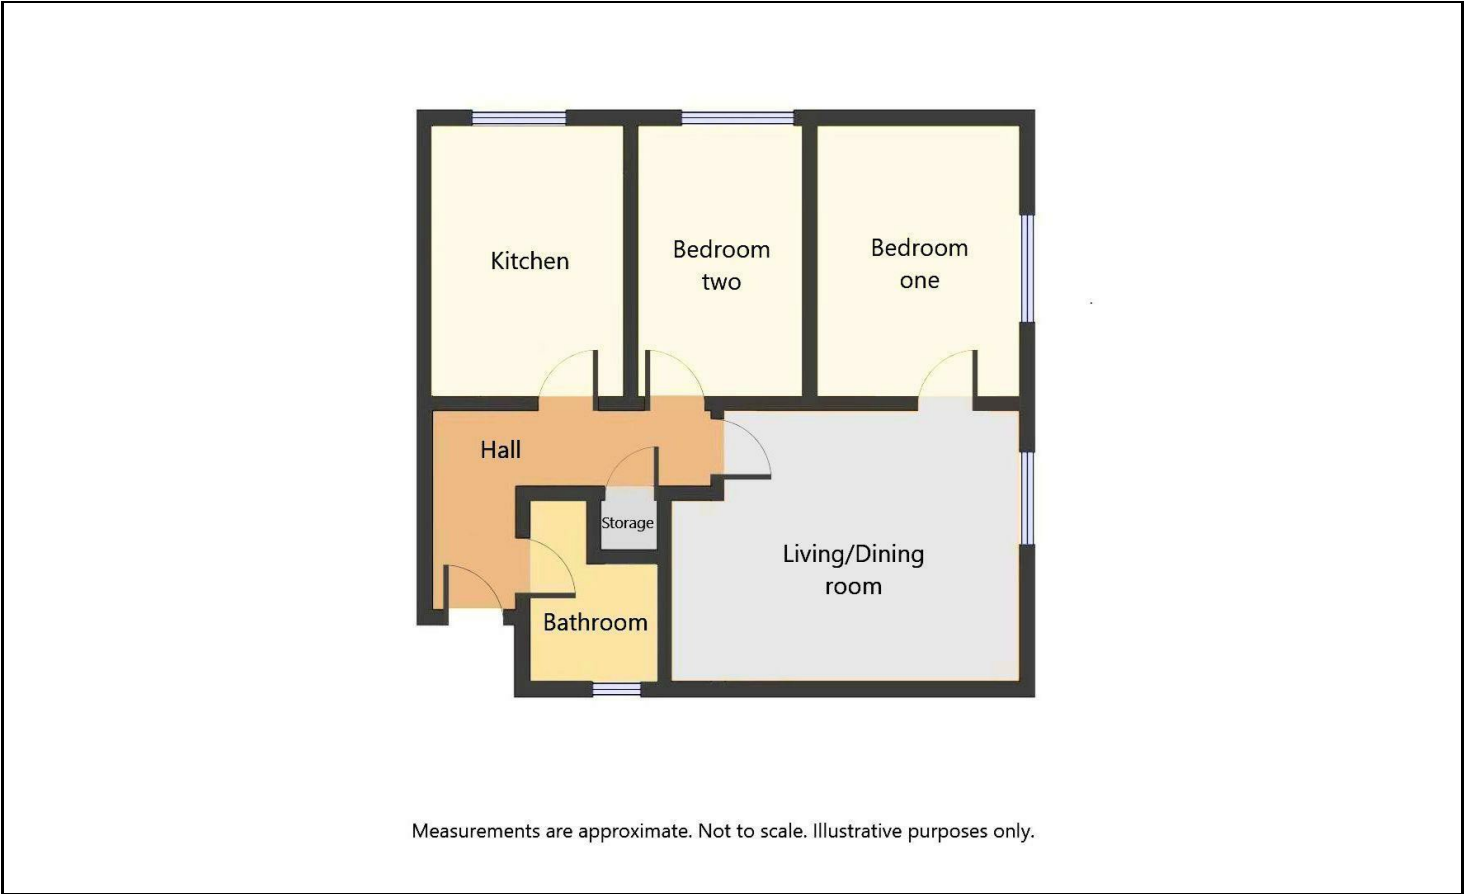 Kitchen
Bedroom
two
Bedroom
one
Hall
Storage
Living/Dining
room
Bathroom
Measurements are approximate. Not to scale. Illustrative purposes only.